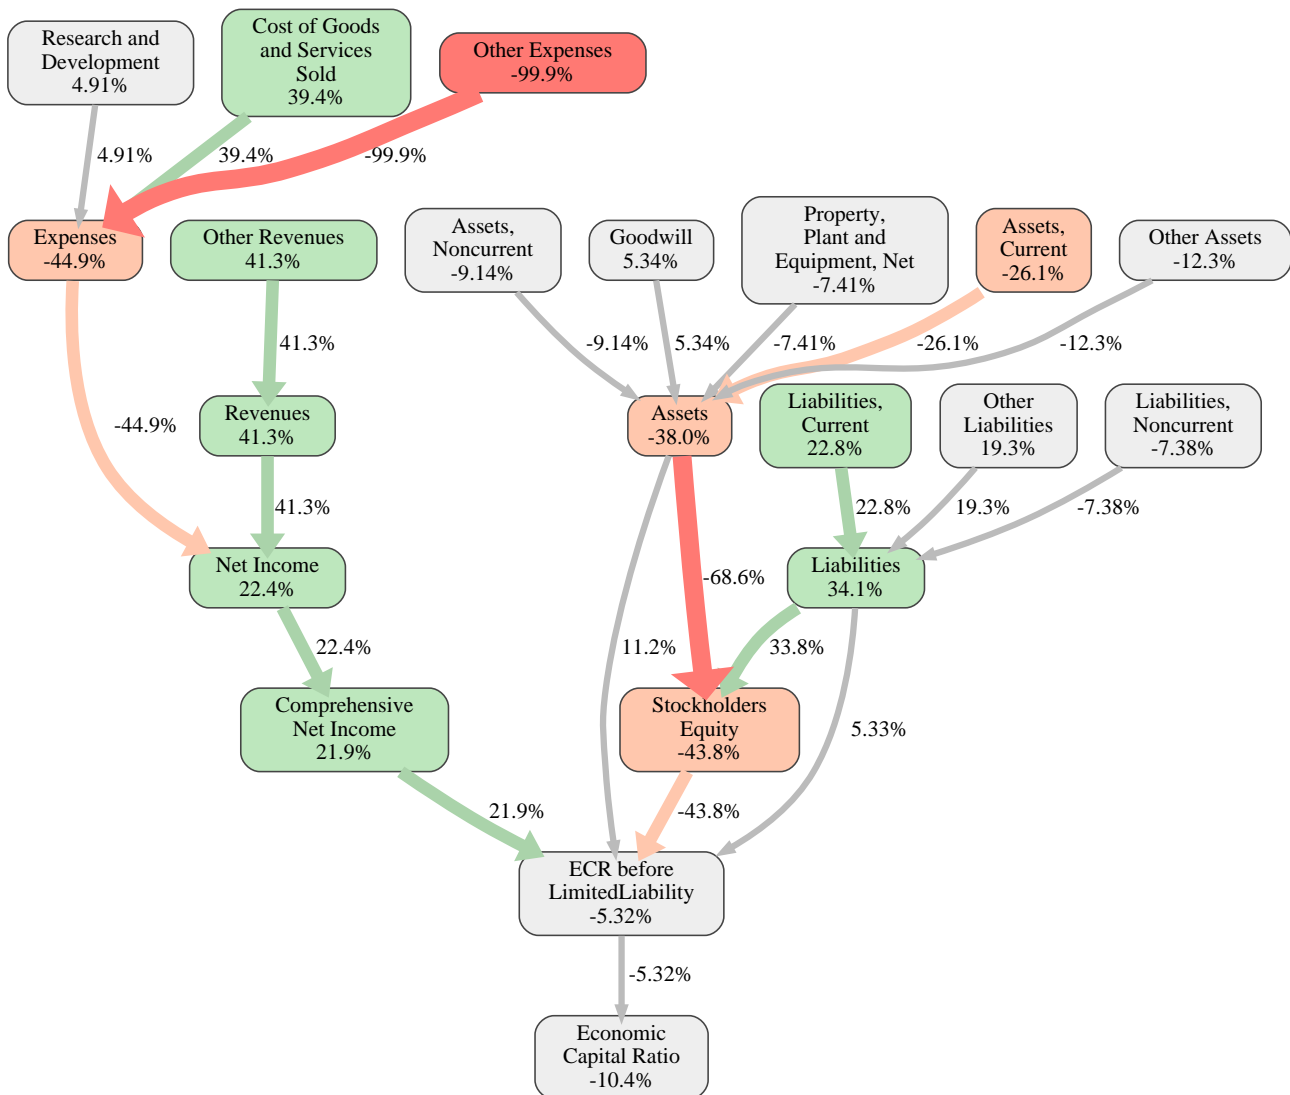 Research and
Development
4.91%
Cost of Goods
and Services
Sold
39.4%
Other Expenses
-99.9%
4.91%
39.4%
-99.9%
Expenses
-44.9%
Other Revenues
41.3%
Assets,
Noncurrent
-9.14%
Goodwill
5.34%
Property,
Plant and
Equipment, Net
-7.41%
Assets,
Current
-26.1%
Other Assets
-12.3%
41.3%
-9.14%
5.34%
-7.41%
-26.1%
-12.3%
-44.9%
Revenues
41.3%
Assets
-38.0%
Liabilities,
Current
22.8%
Other
Liabilities
19.3%
Liabilities,
Noncurrent
-7.38%
41.3%
22.8%
19.3%
-7.38%
Net Income
22.4%
-68.6%
Liabilities
34.1%
22.4%
11.2%
33.8%
Comprehensive
Net Income
21.9%
Stockholders
Equity
-43.8%
5.33%
21.9%
-43.8%
ECR before
LimitedLiability
-5.32%
-5.32%
Economic
Capital Ratio
-10.4%